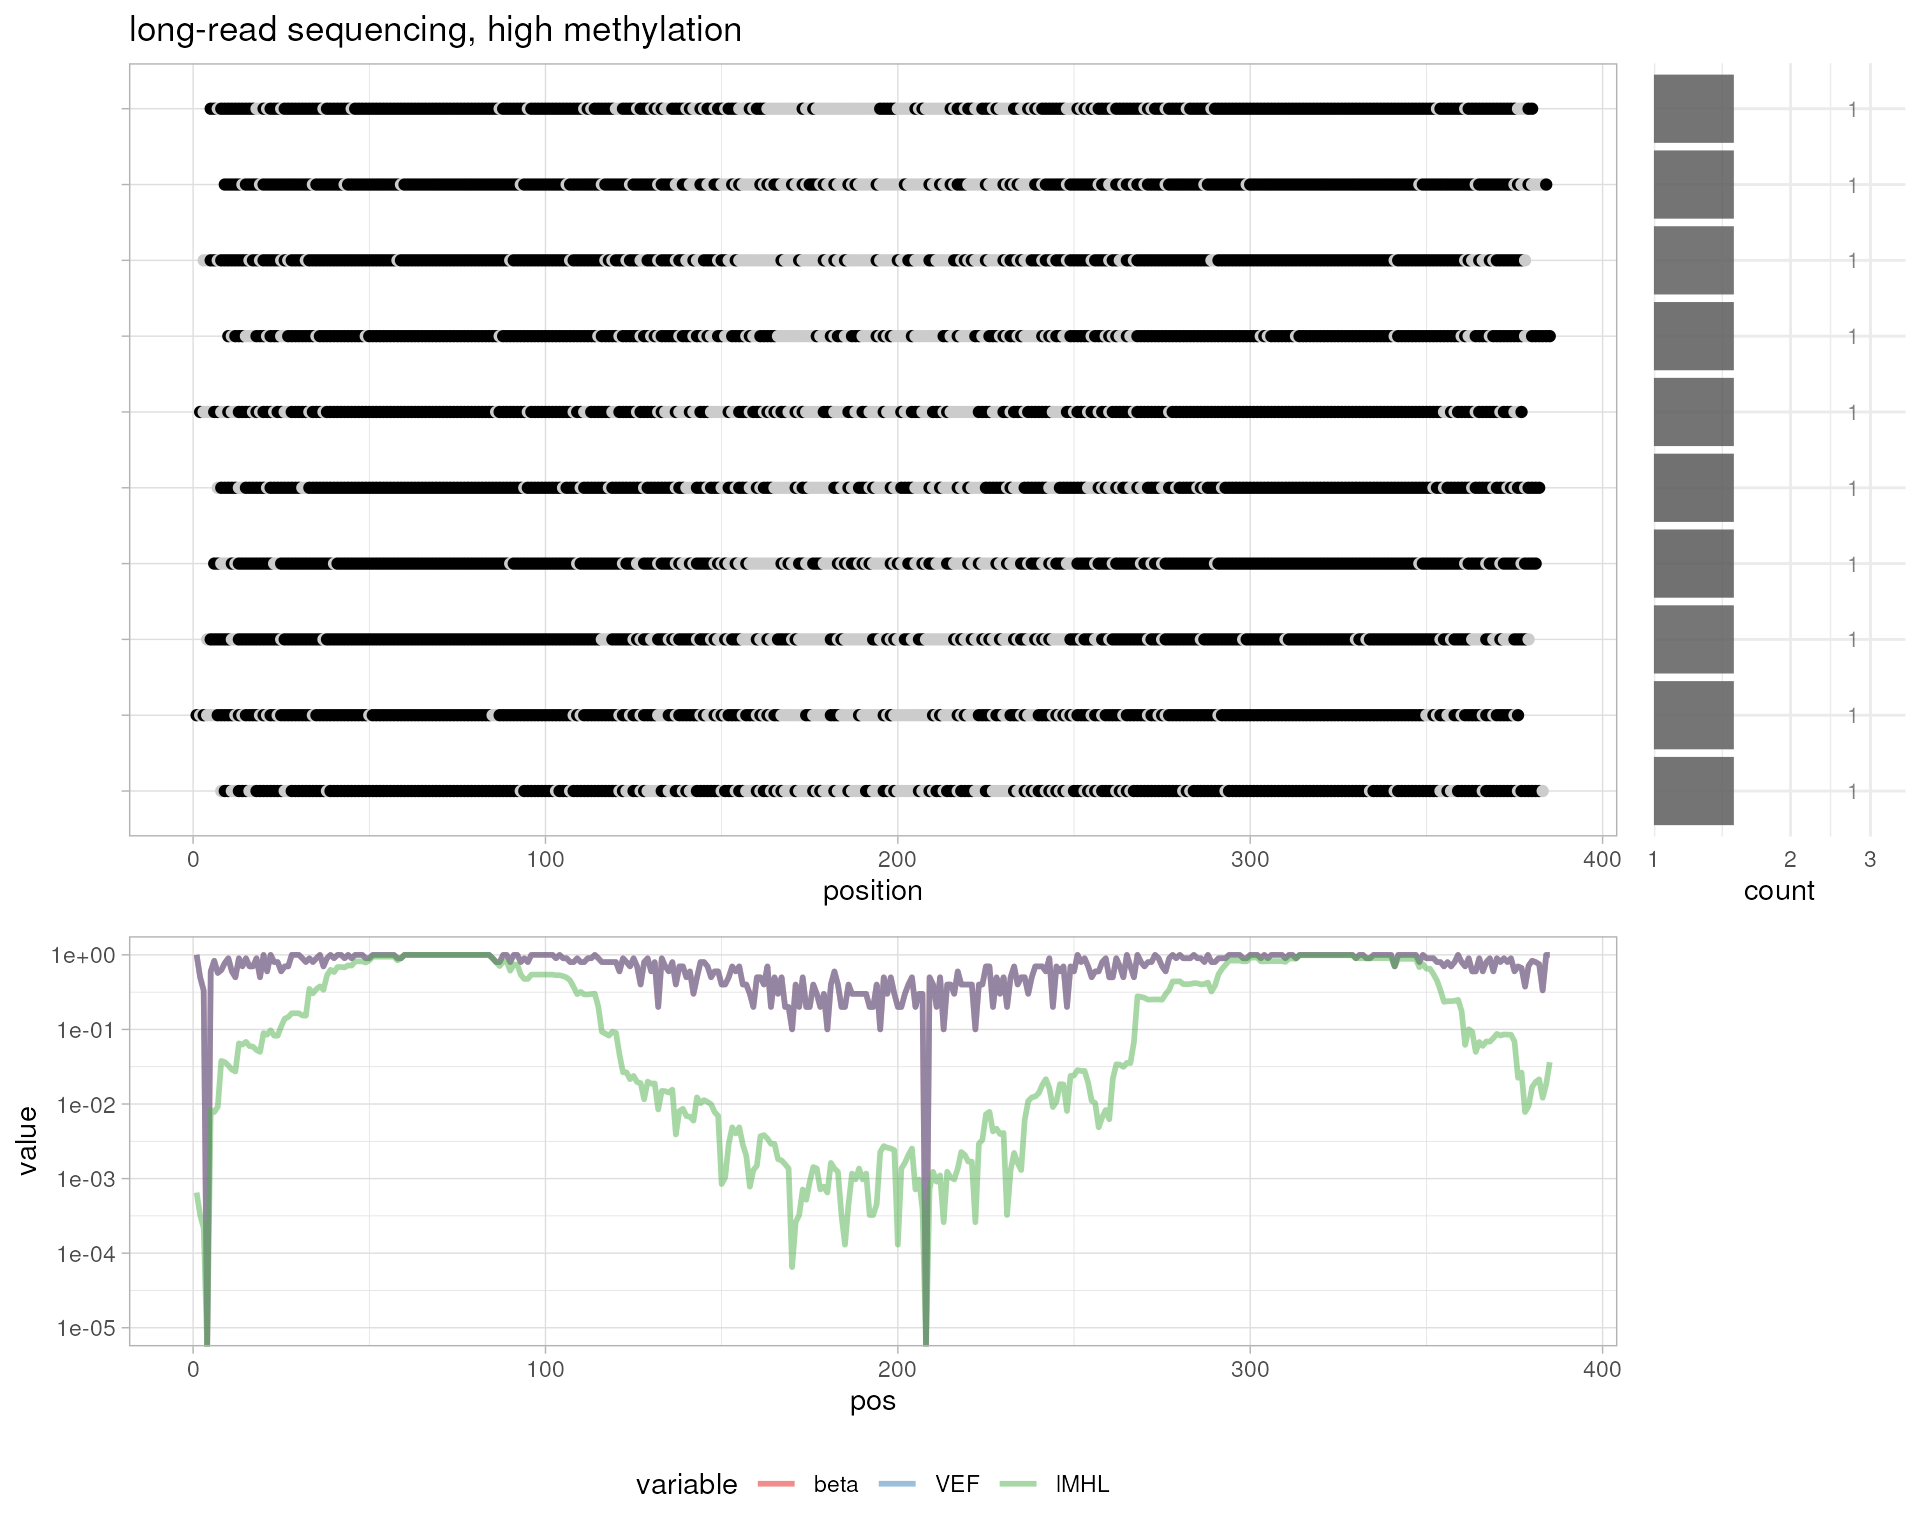 long-read sequencing, high methylation
1
1
1
1
1
1
1
1
1
1
0 100 200 300 400
position
1 2 3
count
1e+00
1e-01
1e-02
1e-03
1e-04
1e-05
value
0 100 200 300 400
pos
variable beta VEF lMHL